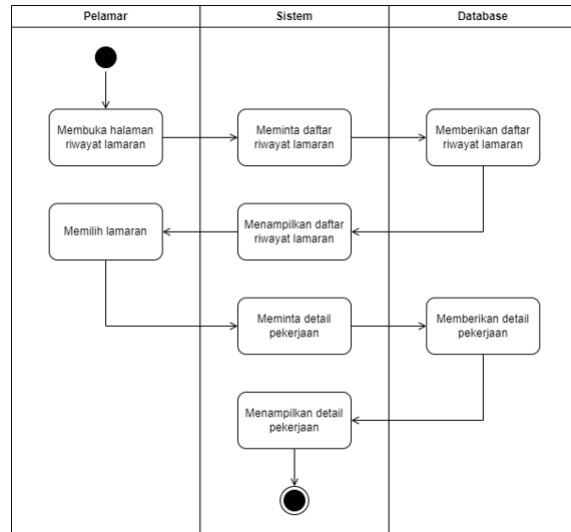 Pelamar
Sistem
Database
Membuka halaman
riwayat lamaran
Meminta daftar
riwayat lamaran
Memberikan daftar
riwayat lamaran
Memilih lamaran
Menampilkan daftar
riwayat lamaran
Meminta detail
pekerjaan
Memberikan detail
pekerjaan
Menampilkan detail
pekerjaan